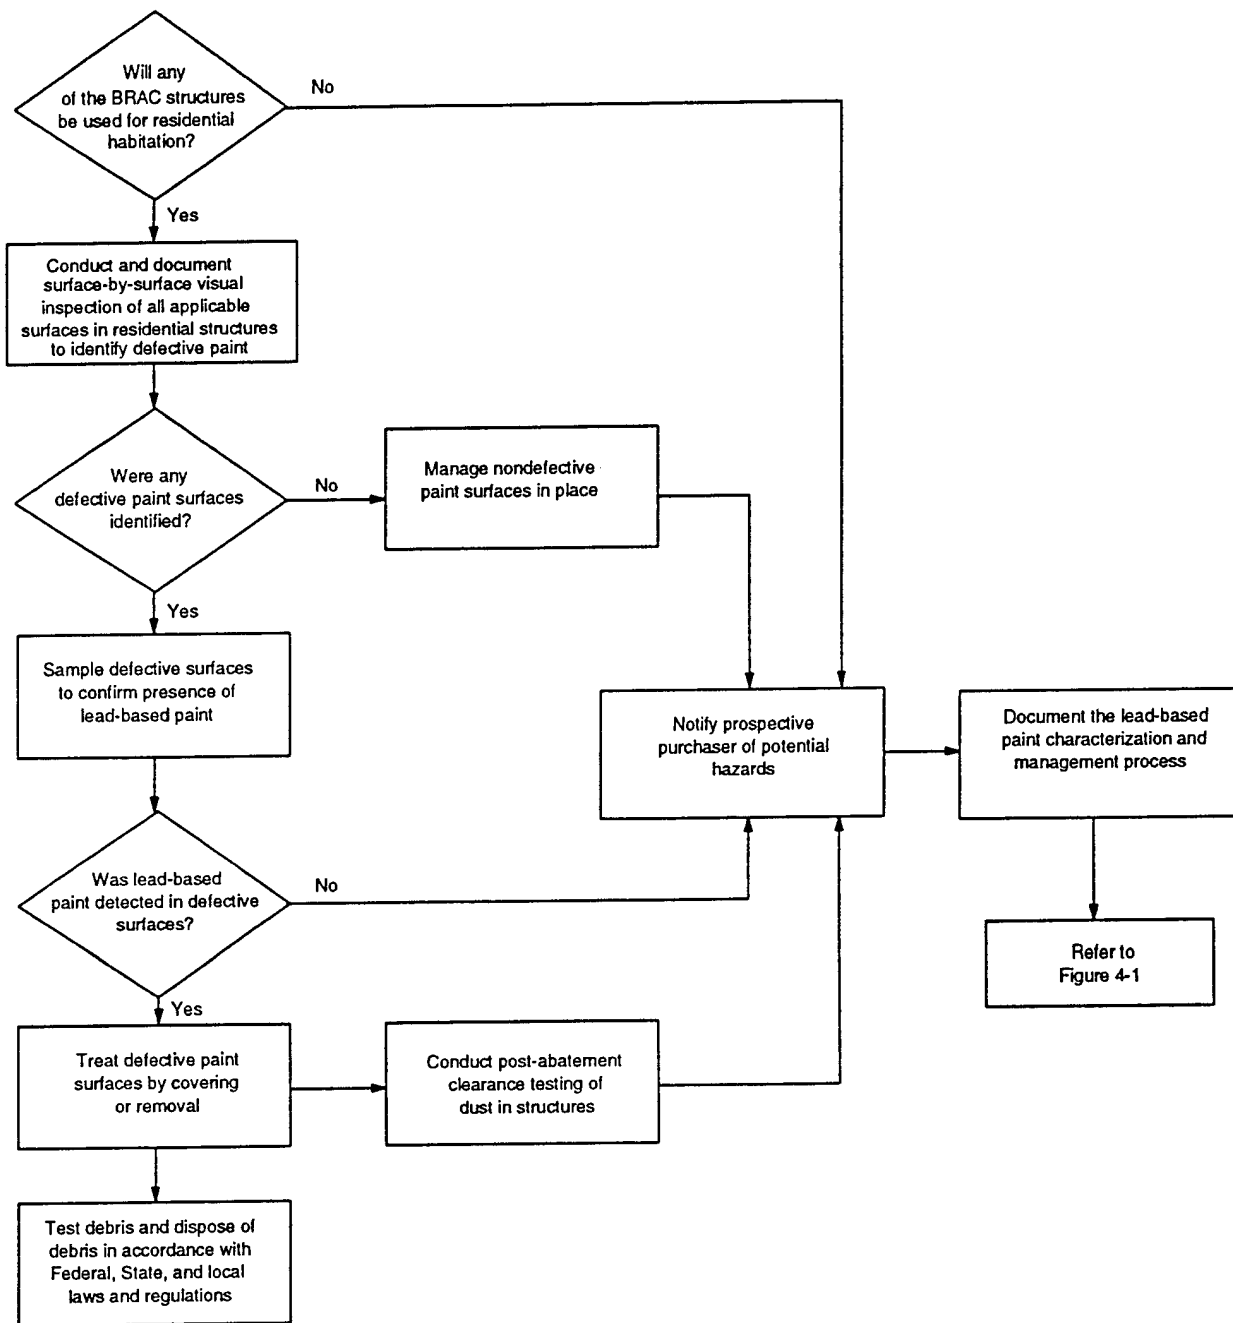 Will any
of the BRAC structures
be used for residential
habitation?
No
Yes
Conduct and document
surface-by-surface visual
inspection of all applicable
surfaces in residential structures
to identify defective paint
Were any
defective paint surfaces
identified?
No
Manage nondefective
paint surfaces in place
Yes
Sample defective surfaces
to confirm presence of
lead-based paint
Notify prospective
purchaser of potential
hazards
Document the lead-based
paint characterization and
management process
Was lead-based
paint detected in defective
surfaces?
No
Refer to
Figure 4-1
Yes
Treat defective paint
surfaces by covering
or removal
Conduct post-abatement
clearance testing of
dust in structures
Test debris and dispose of
debris in accordance with
Federal, State, and local
laws and regulations